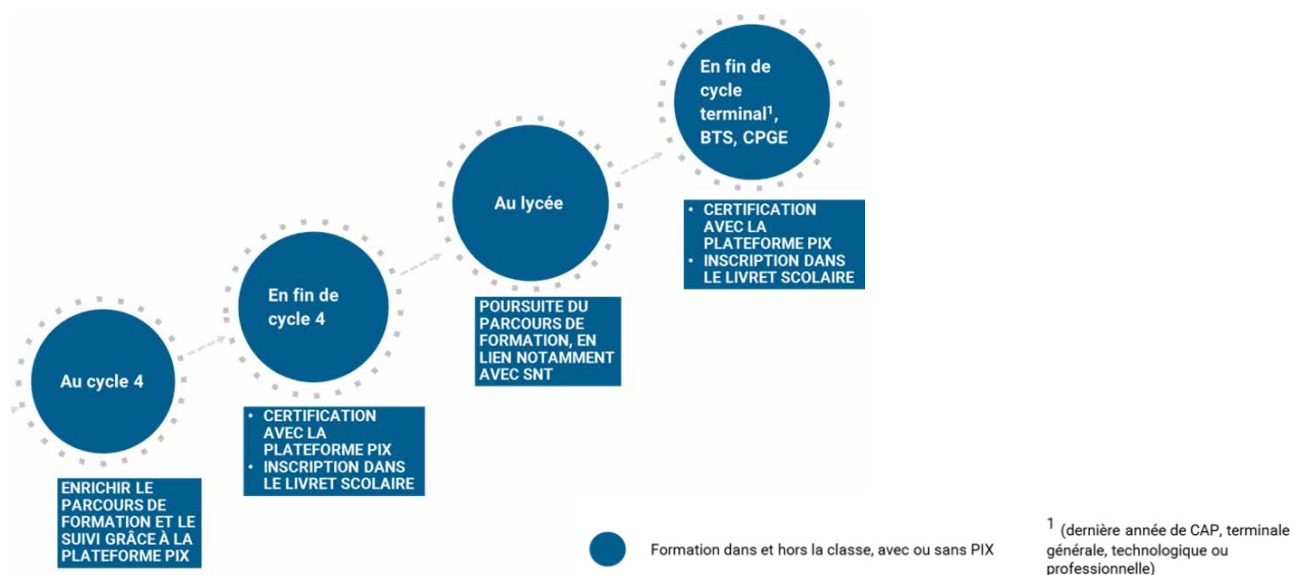 Au cycle 4
ENRICHIR LE
PARCOURS DE
FORMATION ET LE
SUIVI GRÂCE À LA
PLATEFORME PIX
En fin de
cycle 4
• CERTIFICATION
AVEC LA
PLATEFORME PIX
• INSCRIPTION DANS
LE LIVRET SCOLAIRE
Au lycée
POURSUITE DU
PARCOURS DE
FORMATION, EN
LIEN NOTAMMENT
AVEC SNT
En fin de
cycle
terminal¹,
BTS, CPGE
• CERTIFICATION
AVEC LA
PLATEFORME PIX
• INSCRIPTION DANS
LE LIVRET SCOLAIRE
Formation dans et hors la classe, avec ou sans PIX
¹ (dernière année de CAP, terminale
générale, technologique ou
professionnelle)